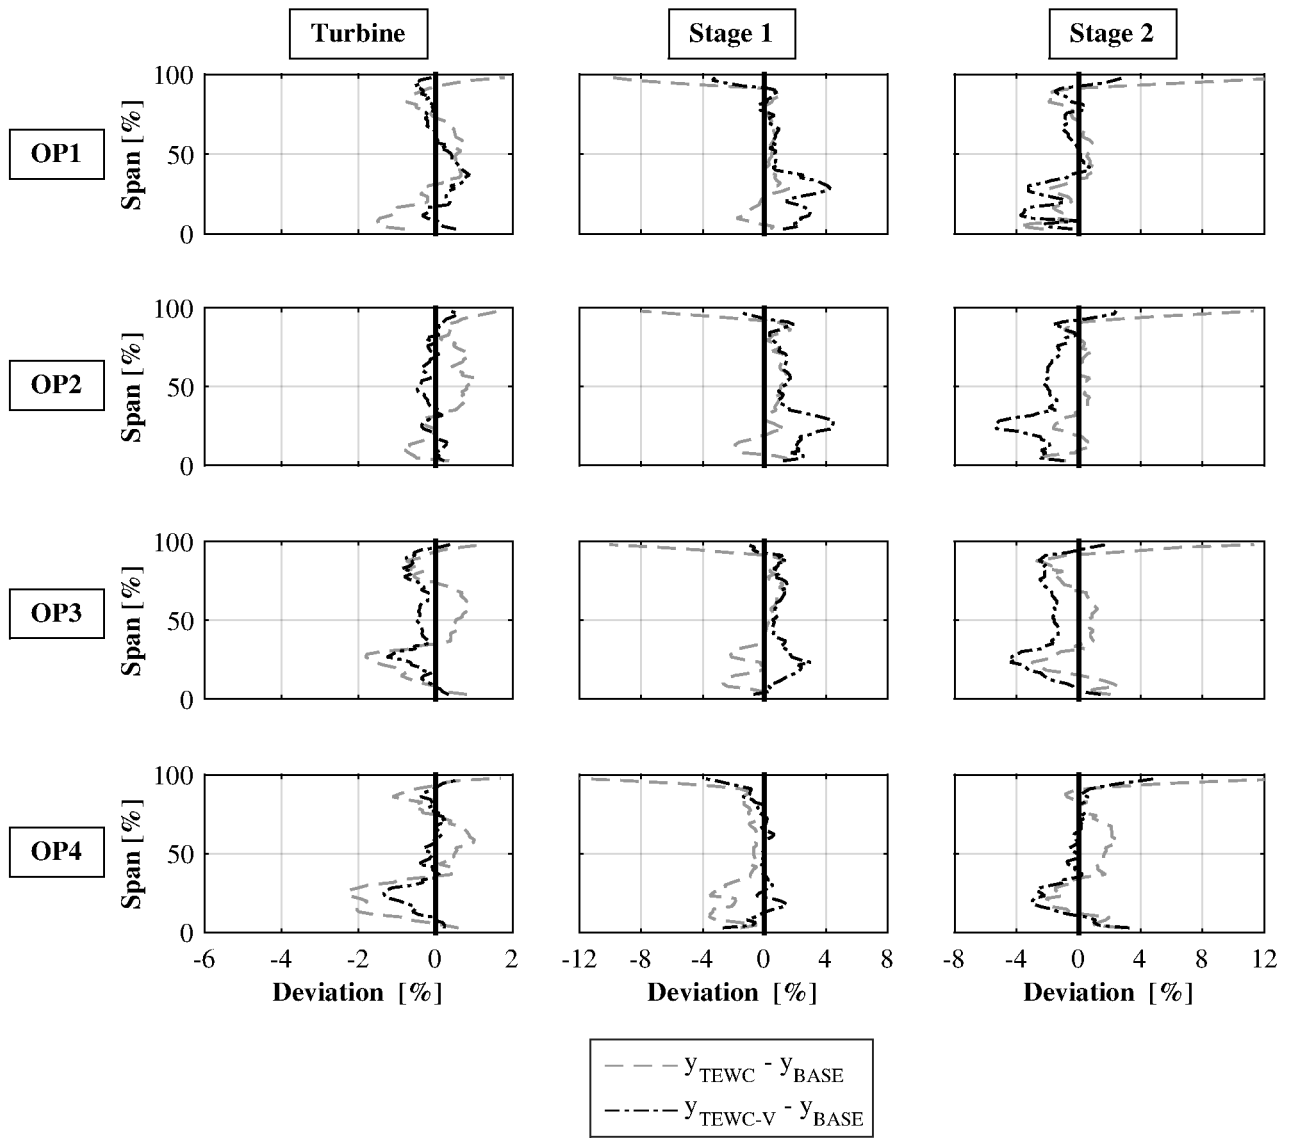 Turbine Stage 1 Stage 2
OP1
Span [%]
100
50
0
OP2
Span [%]
100
50
0
OP3
Span [%]
100
50
0
OP4
Span [%]
100
50
0
-6 -4 -2 0 2
-12 -8 -4 0 4 8
-8 -4 0 4 8 12
Deviation [%] Deviation [%] Deviation [%]
yTEWC - yBASE
yTEWC-V - yBASE